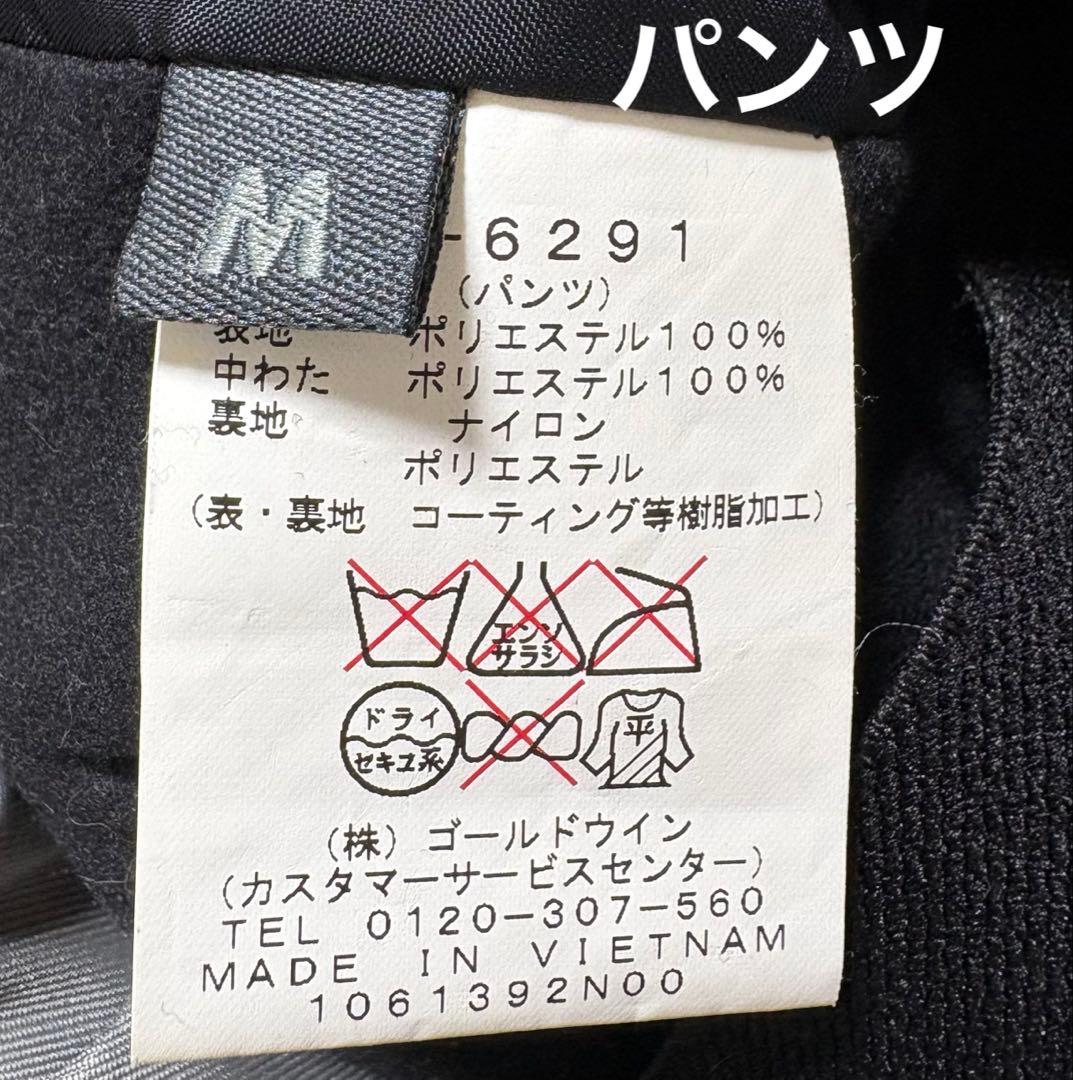 パンツ
M
-6291
(パンツ)
表地 ポリエステル100%
中わた ポリエステル100%
裏地 ナイロン
ポリエステル
(表・裏地 コーティング等樹脂加工)
エンソ
サラシ
ドライ
セキユ系
平
(株) ゴールドウイン
(カスタマーサービスセンター)
TEL 0120-307-560
MADE IN VIETNAM
1061392N00